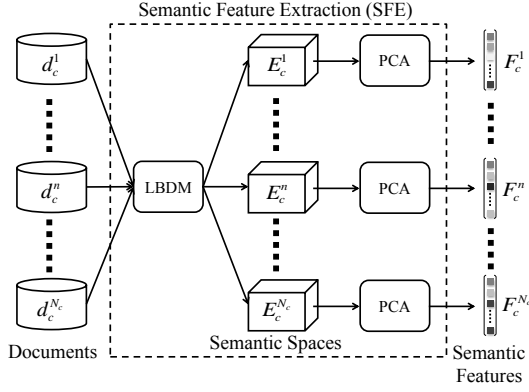 Semantic Feature Extraction (SFE)
d_c^1 E_c^1 PCA F_c^1
d_c^n LBDM E_c^n PCA F_c^n
d_c^{N_c} E_c^{N_c} PCA F_c^{N_c}
Documents Semantic Spaces Semantic
Features